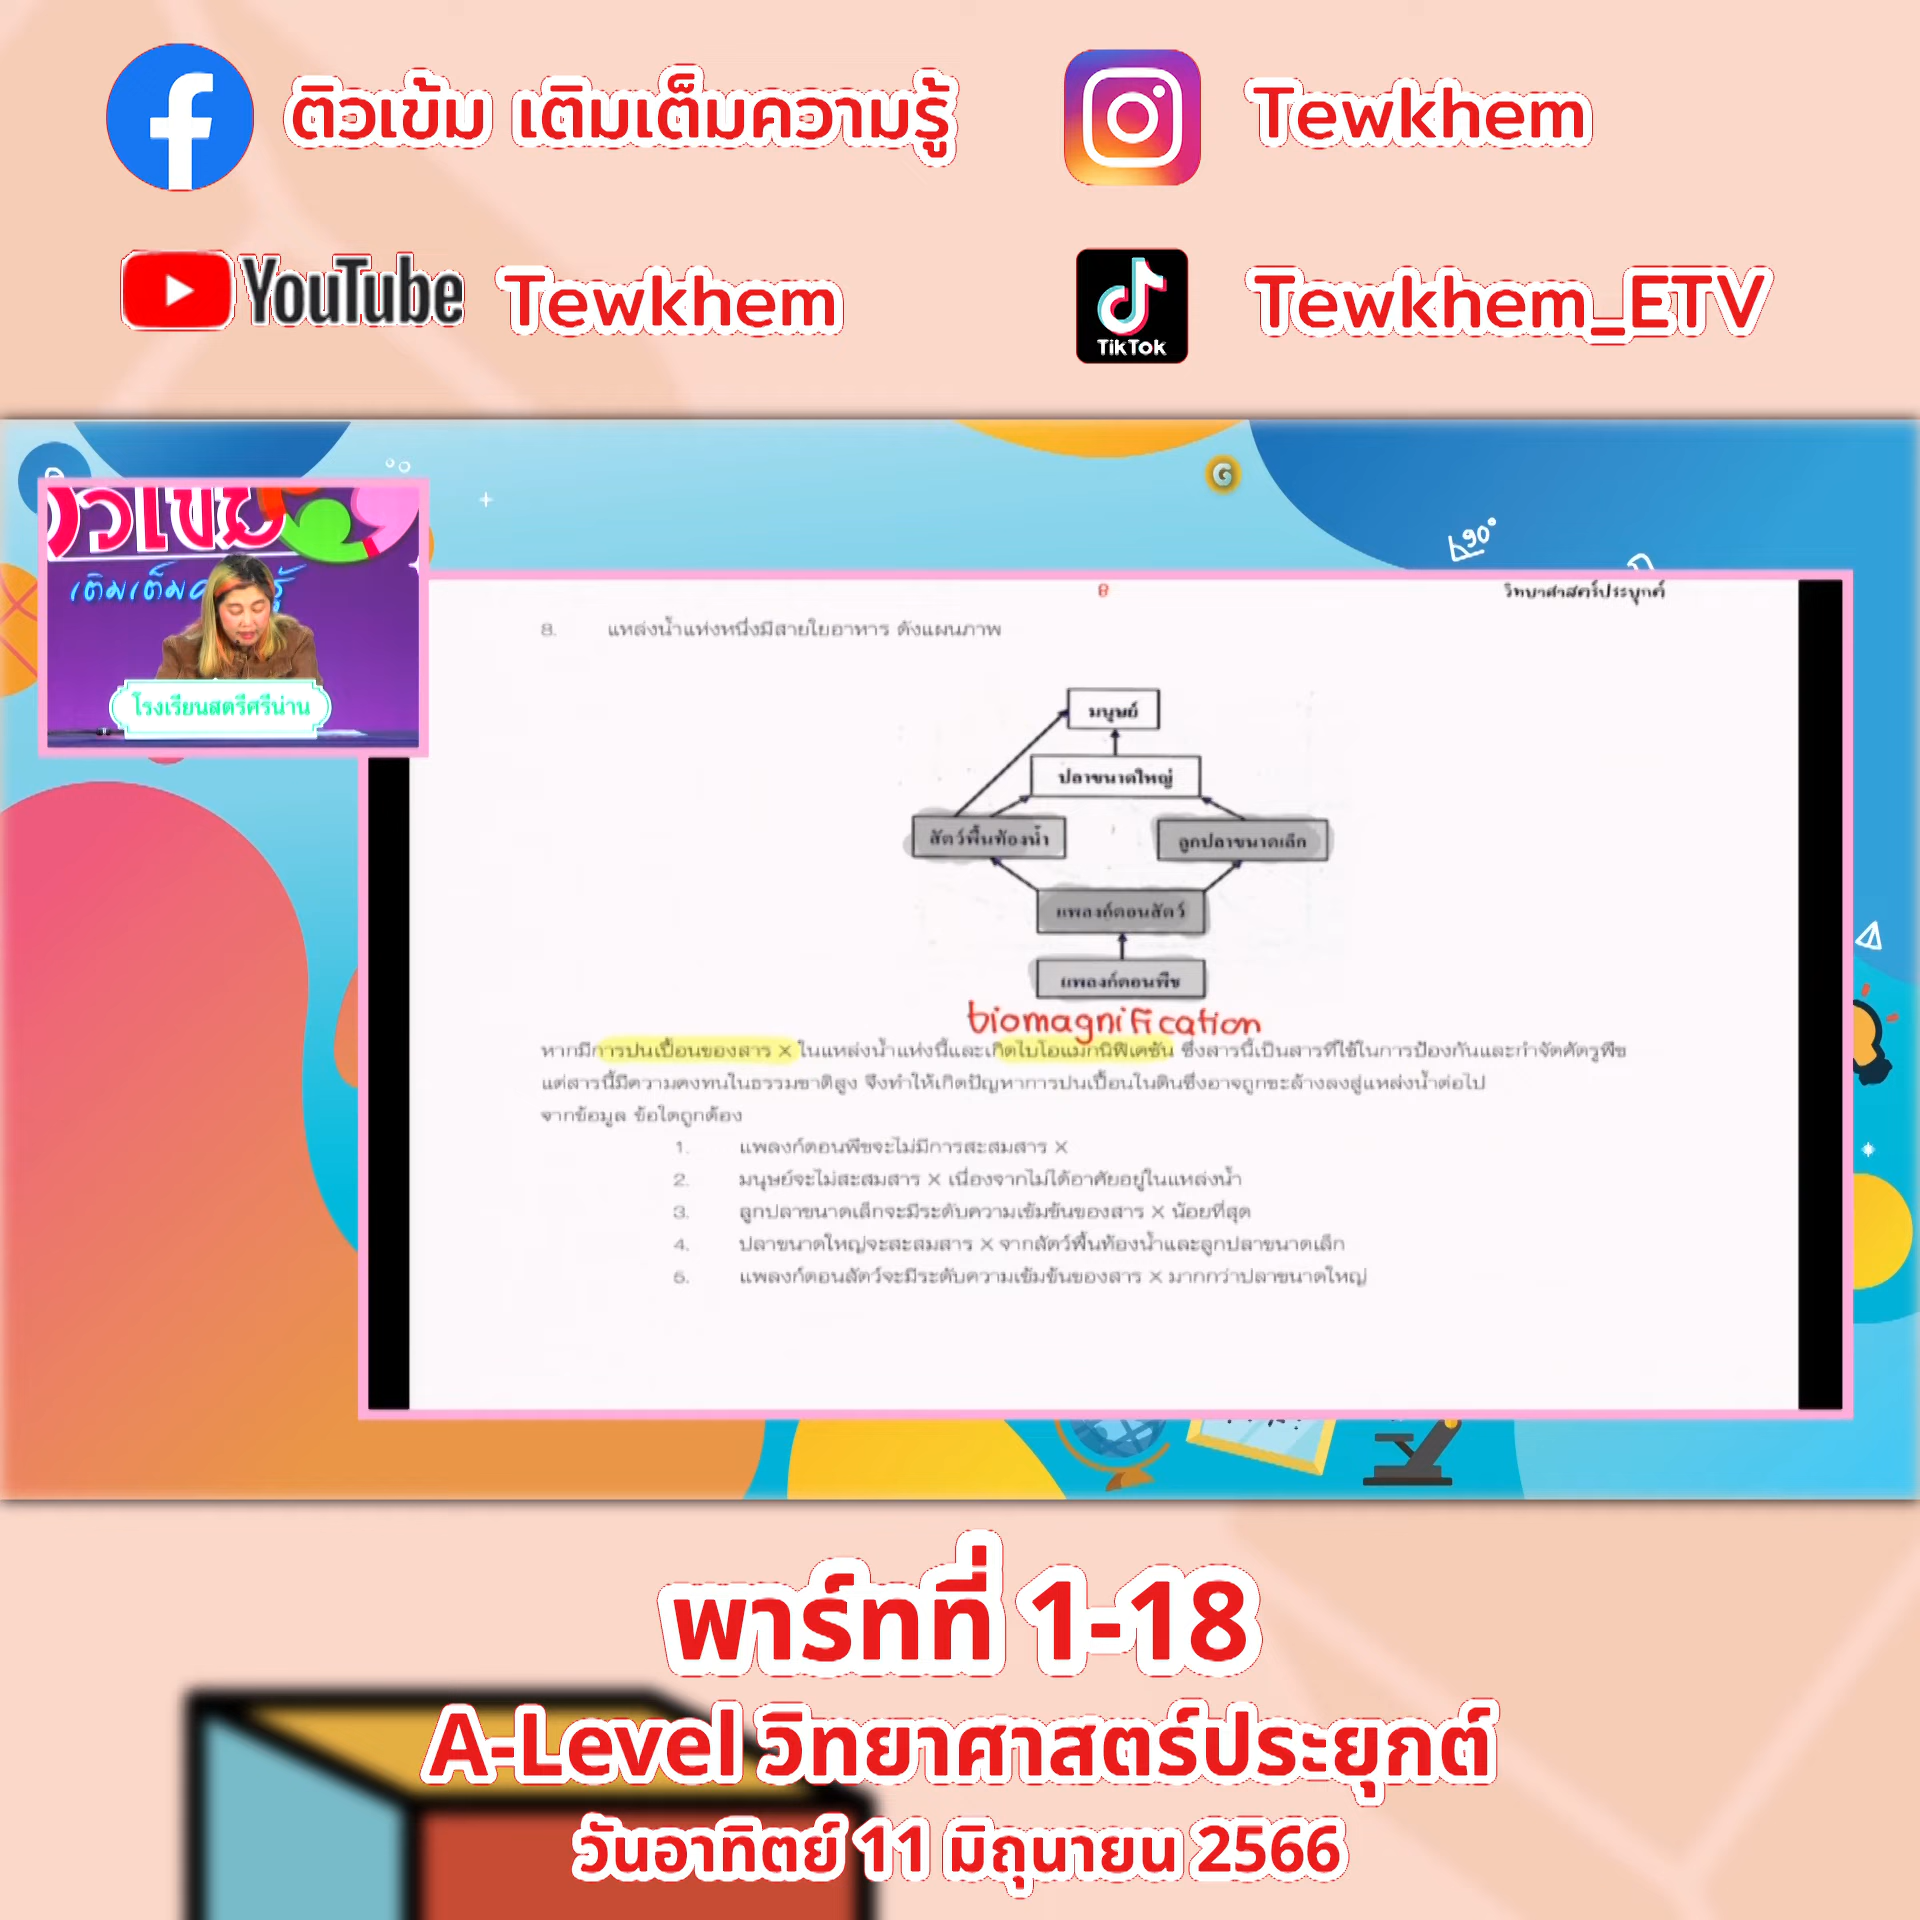 ติวเข้ม เติมเต็มความรู้
Tewkhem
YouTube Tewkhem
TikTok
Tewkhem_ETV
ติวเข้ม
โรงเรียนสตรีศรีน่าน
90°
8
วิทยาศาสตร์ประยุกต์
8. แหล่งน้ำแห่งหนึ่งมีสายใยอาหาร ดังแผนภาพ
มนุษย์
ปลาขนาดใหญ่
สัตว์พื้นท้องน้ำ
ลูกปลาขนาดเล็ก
แพลงก์ตอนสัตว์
แพลงก์ตอนพืช
biomagnification
หากมีการปนเปื้อนของสาร X ในแหล่งน้ำแห่งนี้และเกิดไบโอแมกนิฟิเคชัน ซึ่งสารนี้เป็นสารที่ใช้ในการป้องกันและกำจัดศัตรูพืช
แต่สารนี้มีความคงทนในธรรมชาติสูง จึงทำให้เกิดปัญหาการปนเปื้อนในดินซึ่งอาจถูกชะล้างลงสู่แหล่งน้ำต่อไป
จากข้อมูล ข้อใดถูกต้อง
1. แพลงก์ตอนพืชจะไม่มีการสะสมสาร X
2. มนุษย์จะไม่สะสมสาร X เนื่องจากไม่ได้อาศัยอยู่ในแหล่งน้ำ
3. ลูกปลาขนาดเล็กจะมีระดับความเข้มข้นของสาร X น้อยที่สุด
4. ปลาขนาดใหญ่จะสะสมสาร X จากสัตว์พื้นท้องน้ำและลูกปลาขนาดเล็ก
5. แพลงก์ตอนสัตว์จะมีระดับความเข้มข้นของสาร X มากกว่าปลาขนาดใหญ่
พาร์ทที่ 1-18
A-Level วิทยาศาสตร์ประยุกต์
วันอาทิตย์ 11 มิถุนายน 2566